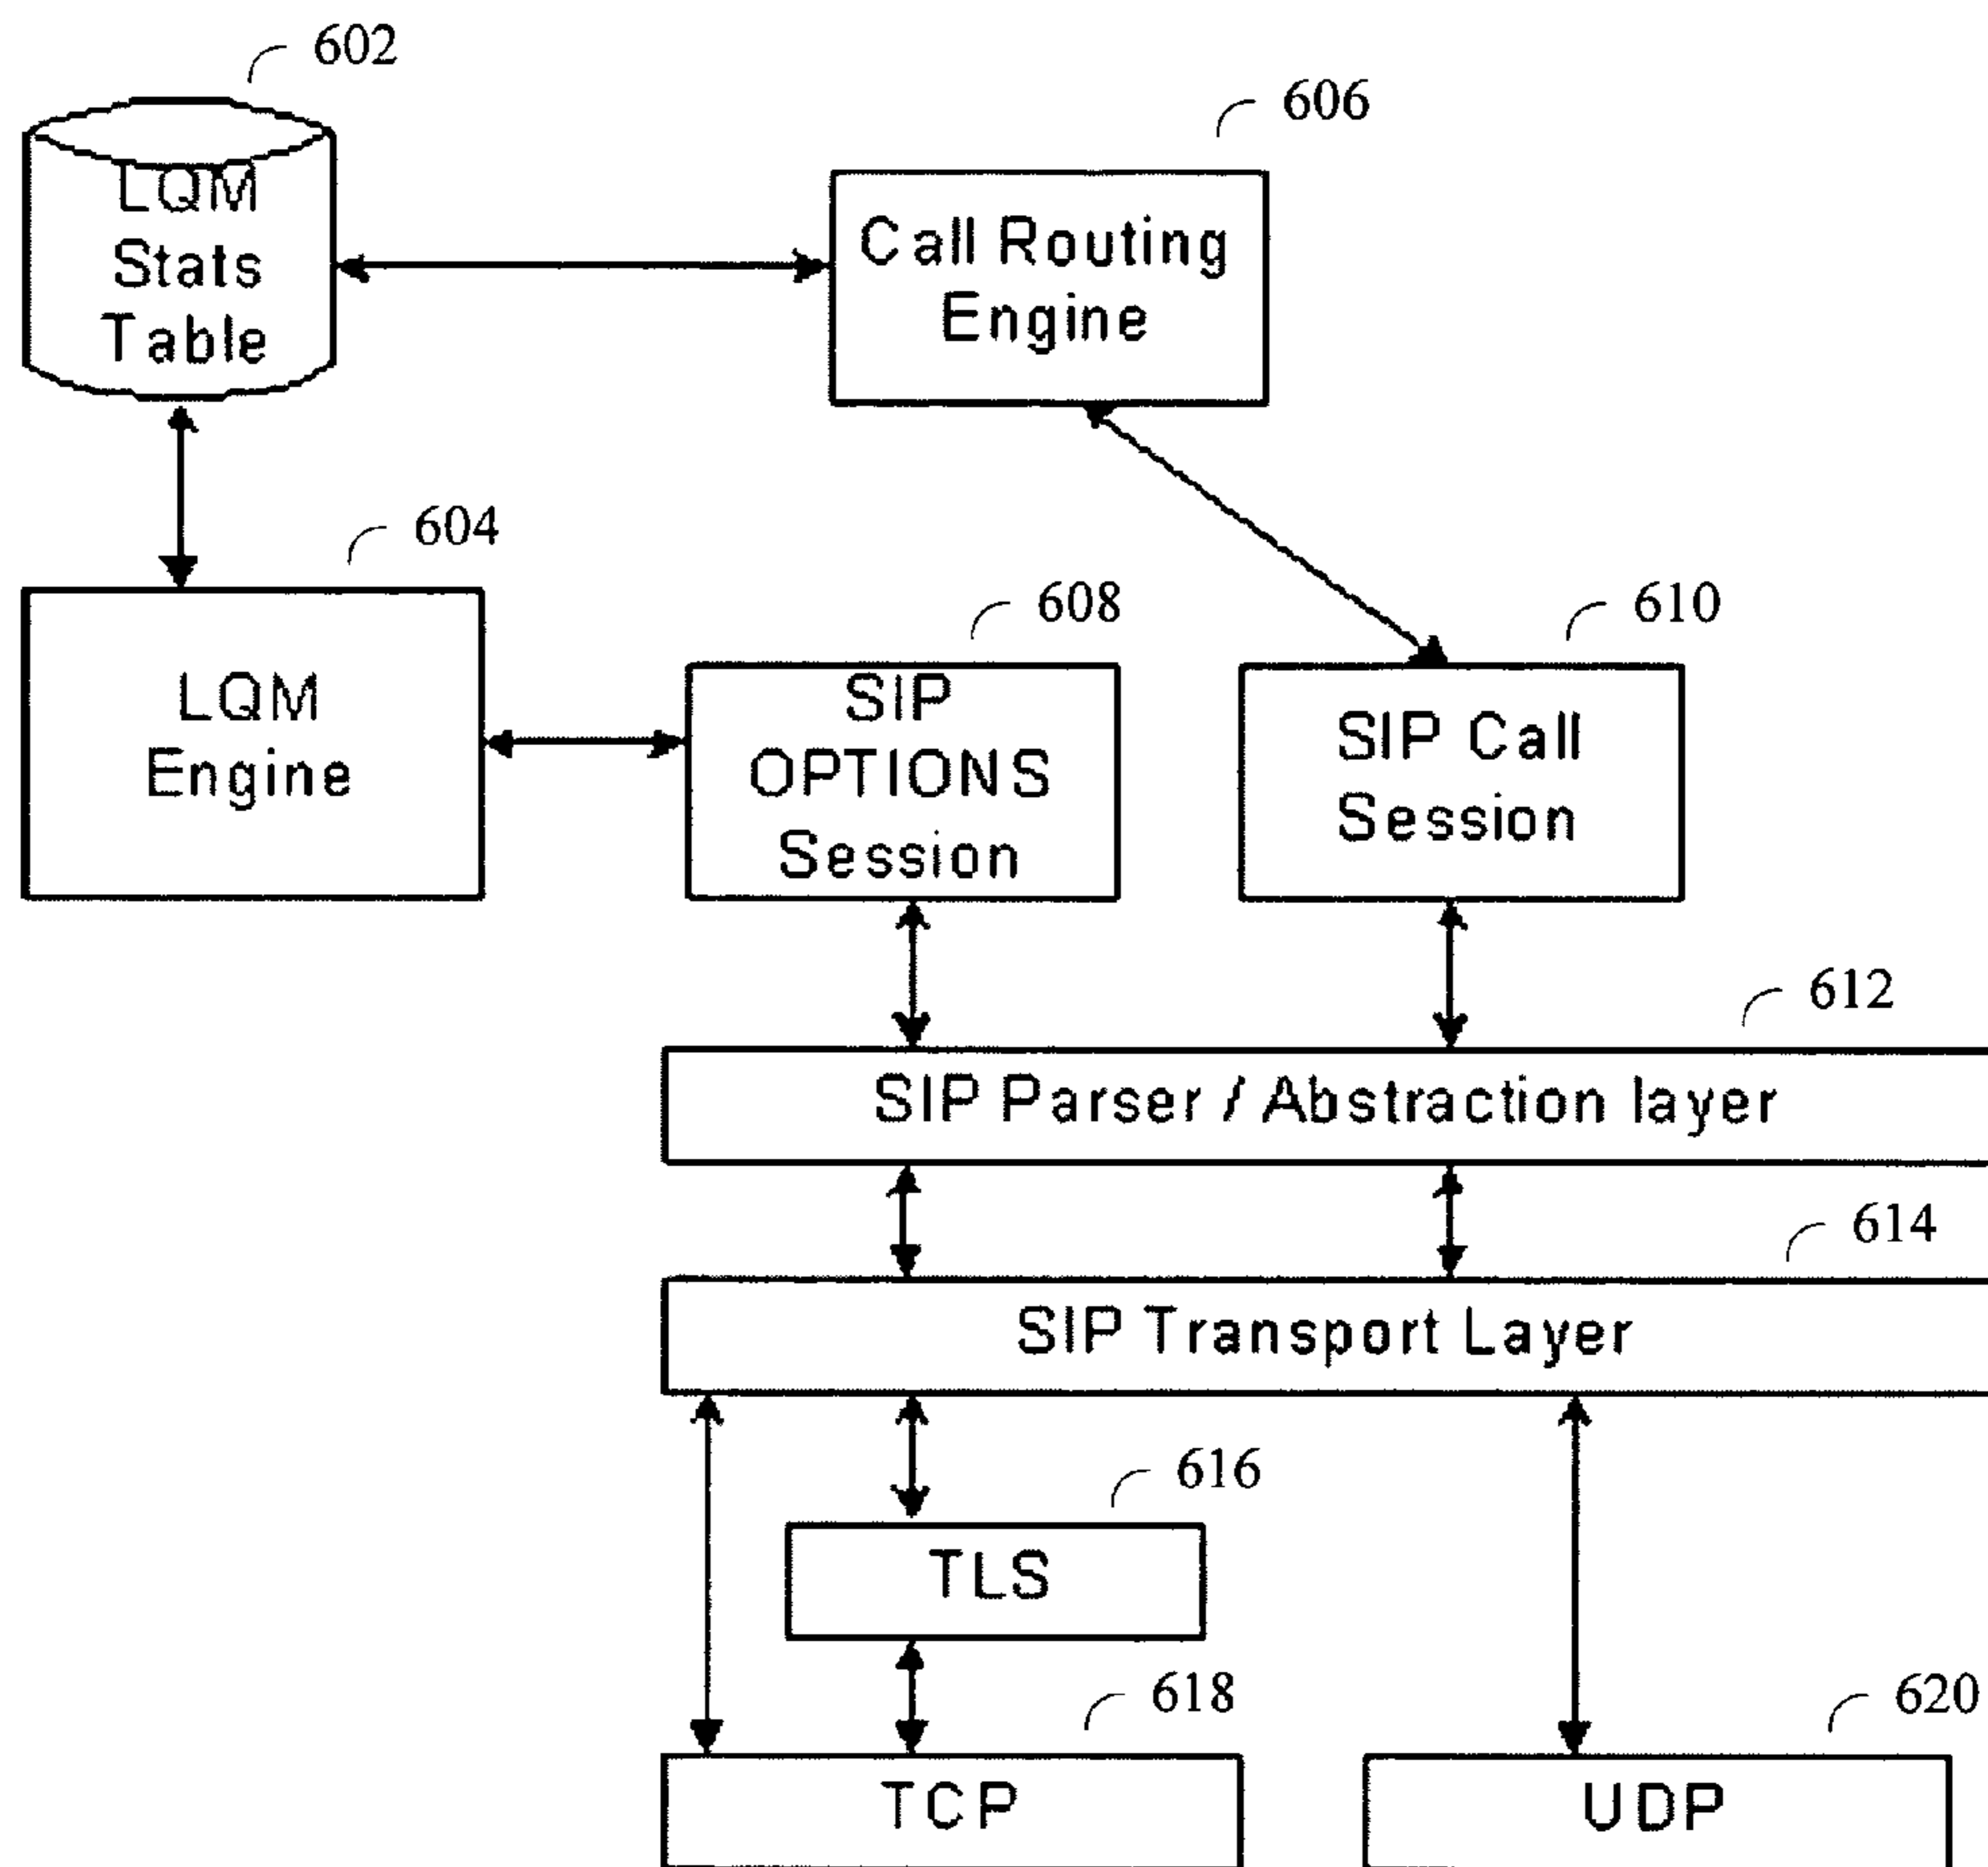 602
LQM
Stats
Table
606
Call Routing
Engine
604
LQM
Engine
608
SIP
OPTIONS
Session
610
SIP Call
Session
612
SIP Parser / Abstraction layer
614
SIP Transport Layer
616
TLS
618
TCP
620
UDP